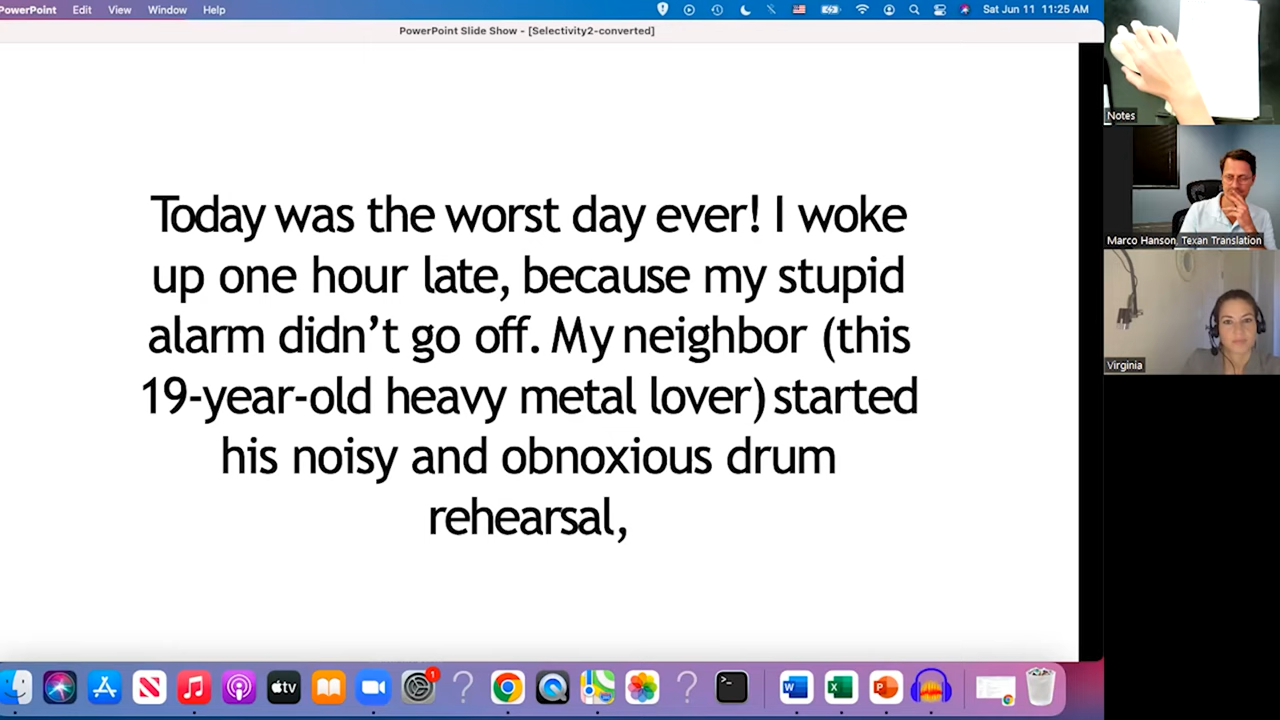 PowerPoint Edit View Window Help Sat Jun 11 11:25 AM
PowerPoint Slide Show - [Selectivity2-converted]
Today was the worst day ever! I woke
up one hour late, because my stupid
alarm didn’t go off. My neighbor (this
19-year-old heavy metal lover) started
his noisy and obnoxious drum
rehearsal,
Notes
Marco Hanson, Texan Translation
Virginia
tv
1